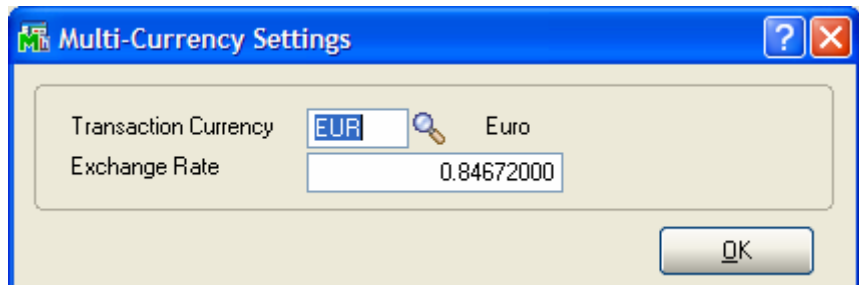 Multi-Currency Settings
Transaction Currency EUR Euro
Exchange Rate 0.84672000
OK